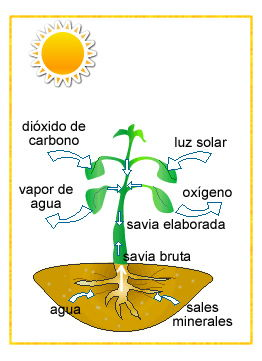 dióxido de
carbono
luz solar
vapor de
agua
oxígeno
savia elaborada
savia bruta
agua
sales
minerales